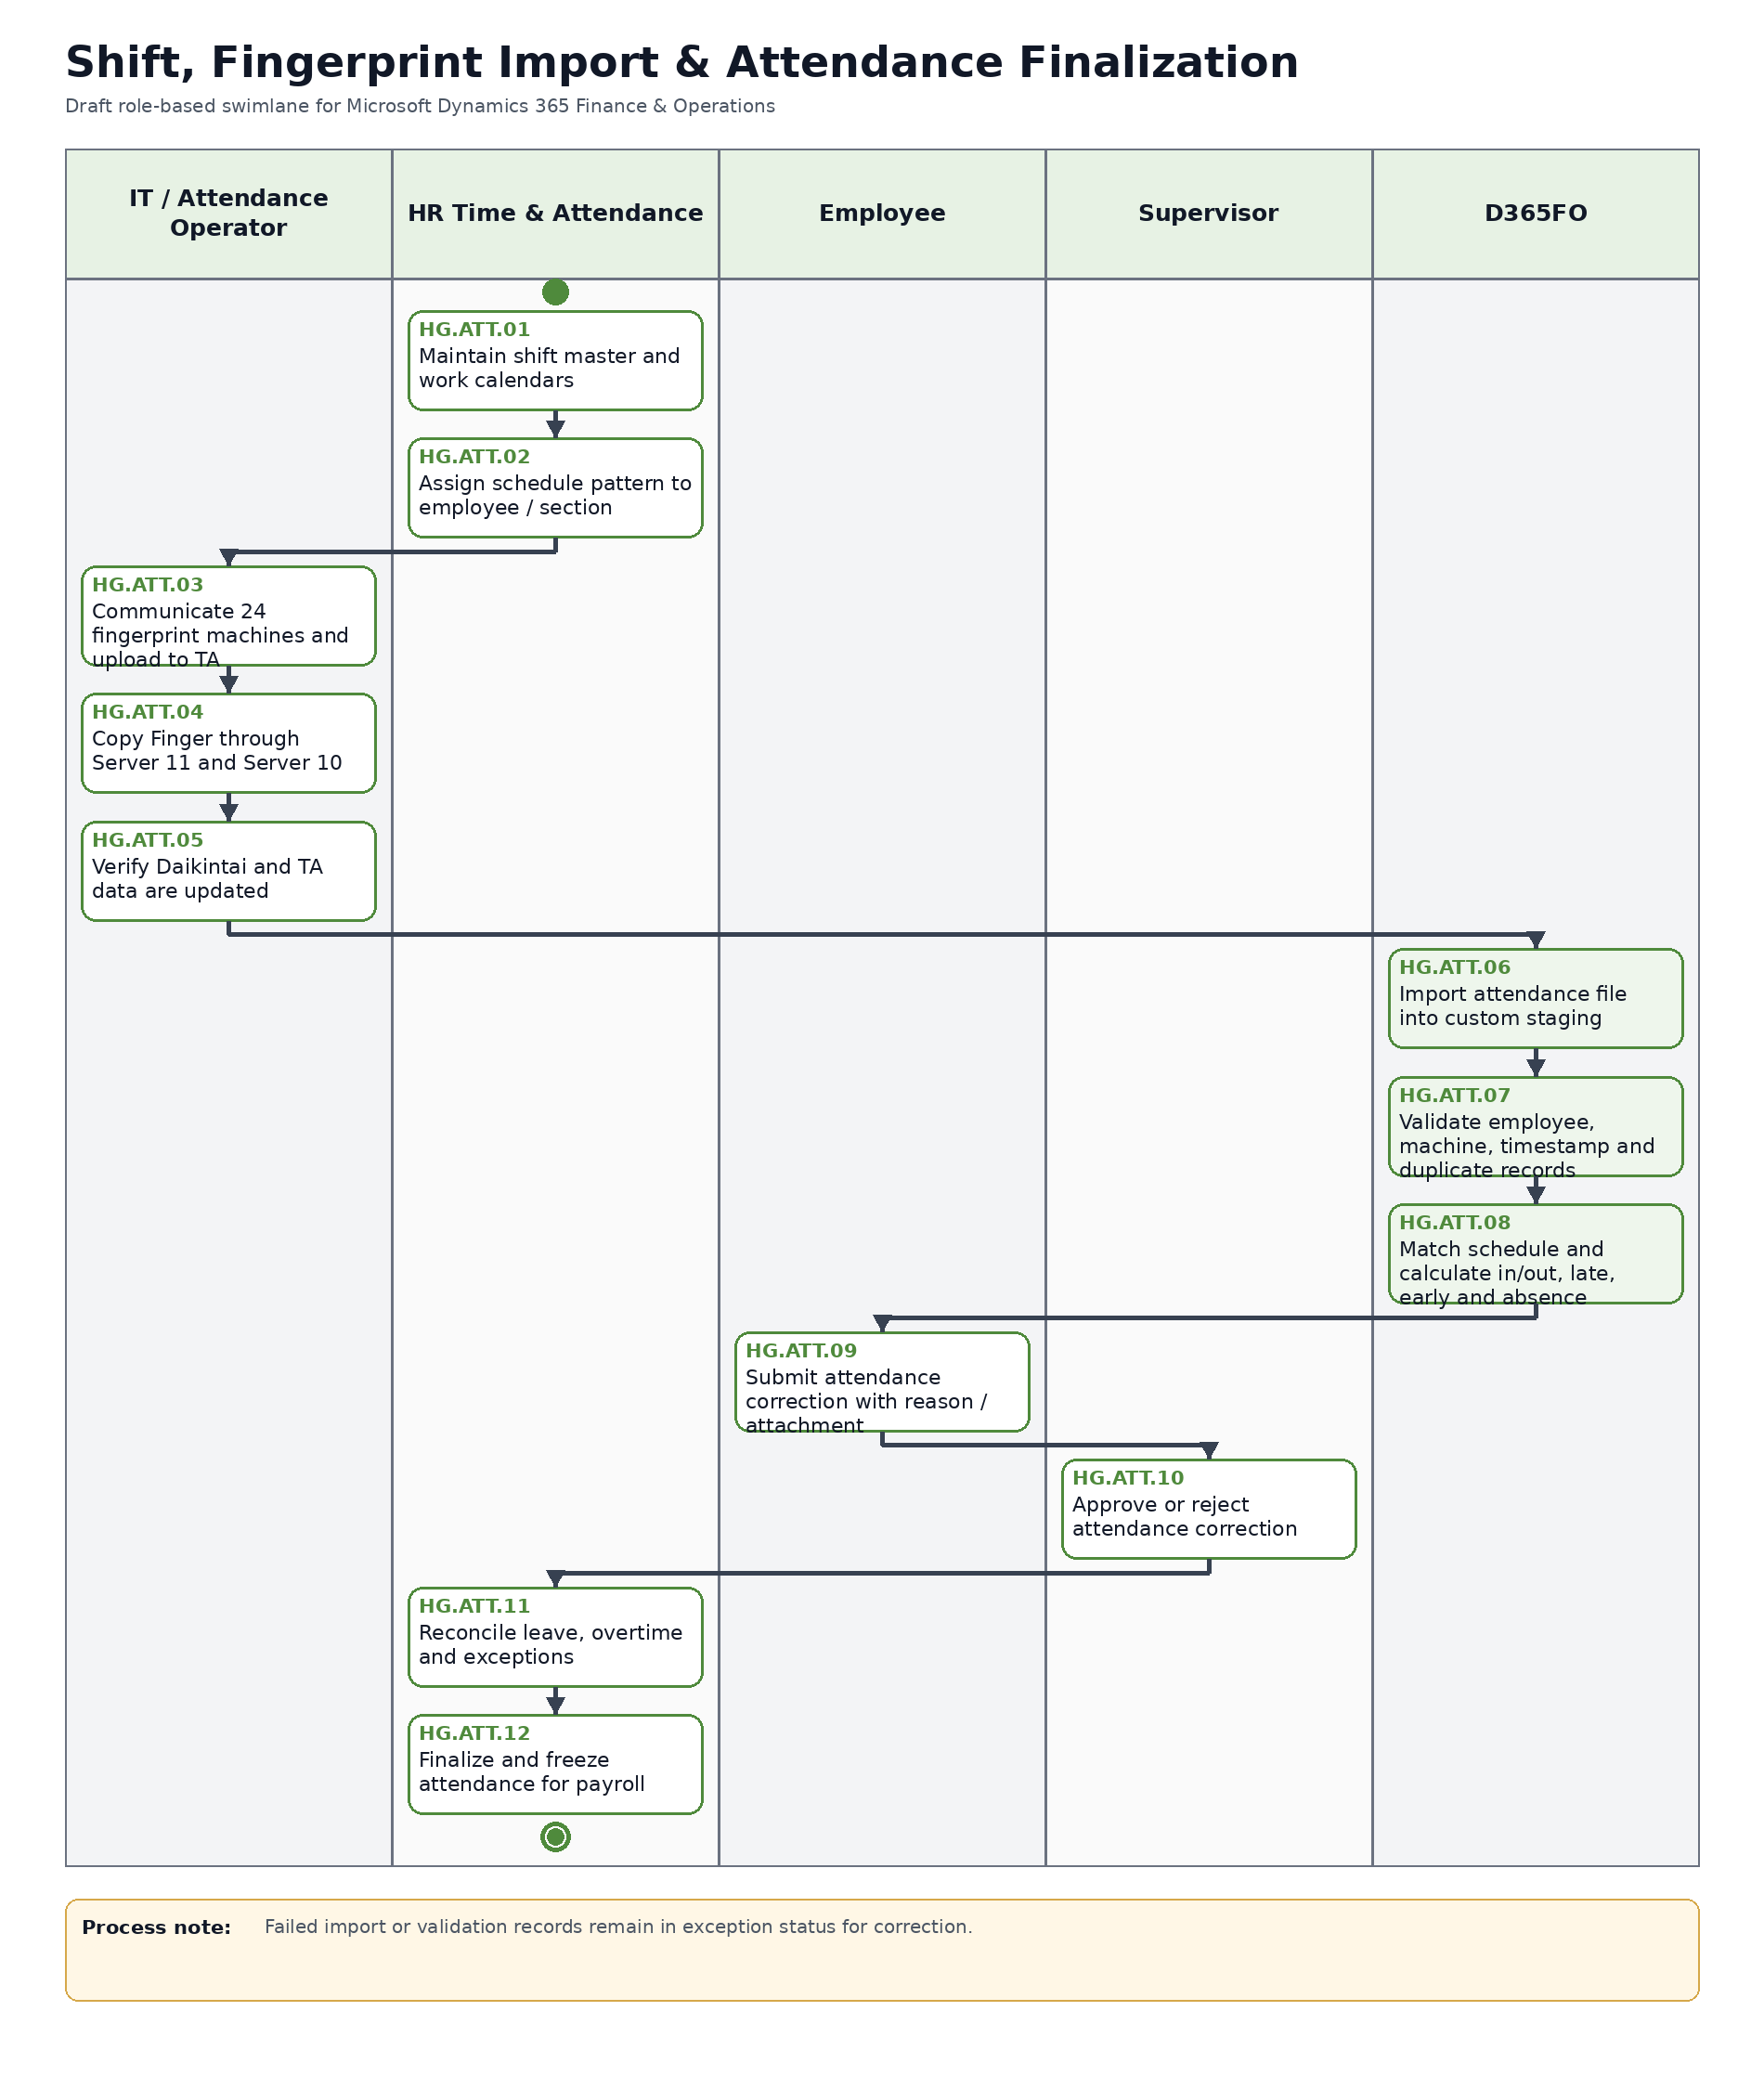 Shift, Fingerprint Import & Attendance Finalization
Draft role-based swimlane for Microsoft Dynamics 365 Finance & Operations
IT / Attendance
Operator
HR Time & Attendance
Employee
Supervisor
D365FO
HG.ATT.01
Maintain shift master and
work calendars
HG.ATT.02
Assign schedule pattern to
employee / section
HG.ATT.03
Communicate 24
fingerprint machines and
upload to TA
HG.ATT.04
Copy Finger through
Server 11 and Server 10
HG.ATT.05
Verify Daikintai and TA
data are updated
HG.ATT.06
Import attendance file
into custom staging
HG.ATT.07
Validate employee,
machine, timestamp and
duplicate records
HG.ATT.08
Match schedule and
calculate in/out, late,
early and absence
HG.ATT.09
Submit attendance
correction with reason /
attachment
HG.ATT.10
Approve or reject
attendance correction
HG.ATT.11
Reconcile leave, overtime
and exceptions
HG.ATT.12
Finalize and freeze
attendance for payroll
Process note: Failed import or validation records remain in exception status for correction.